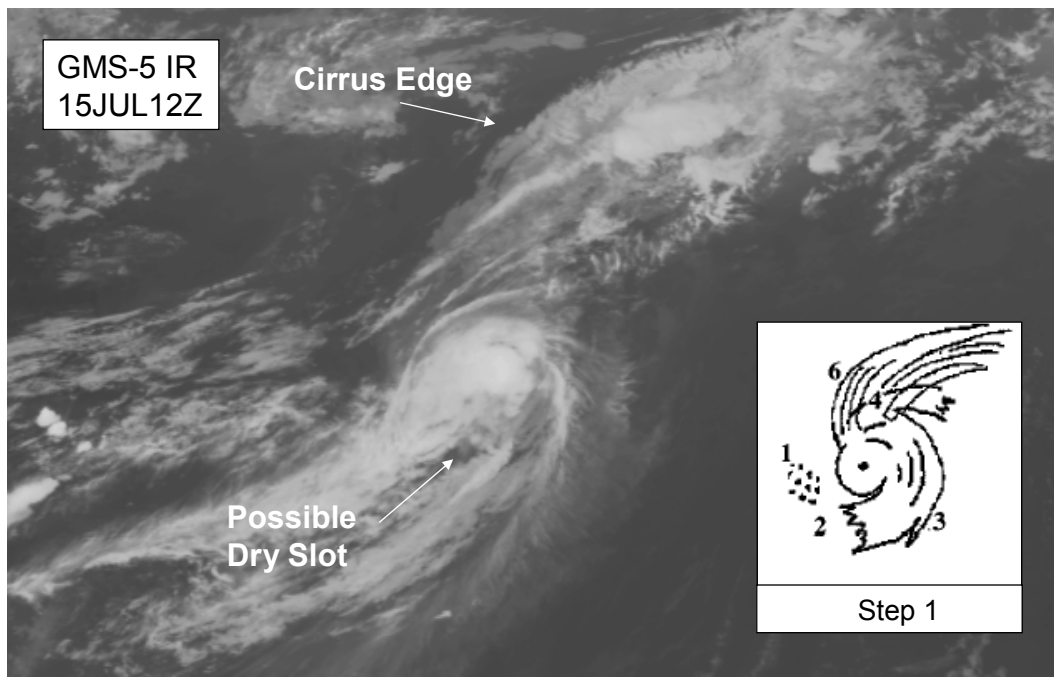 GMS-5 IR
15JUL12Z
Cirrus Edge
Possible
Dry Slot
6
4
1
2
3
Step 1